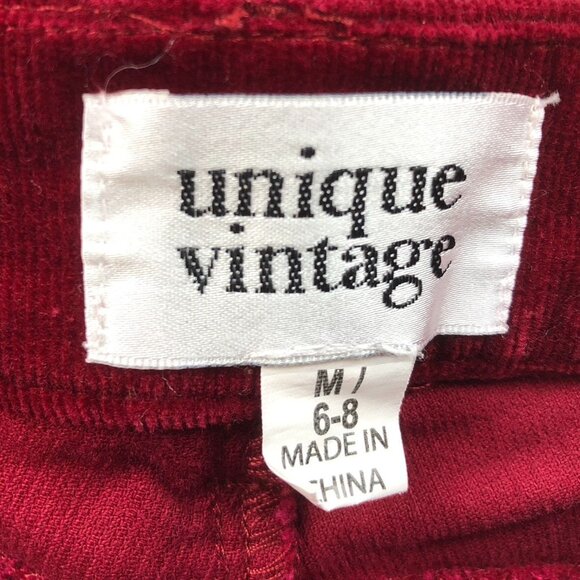 unique
vintage
M /
6-8
MADE IN
CHINA